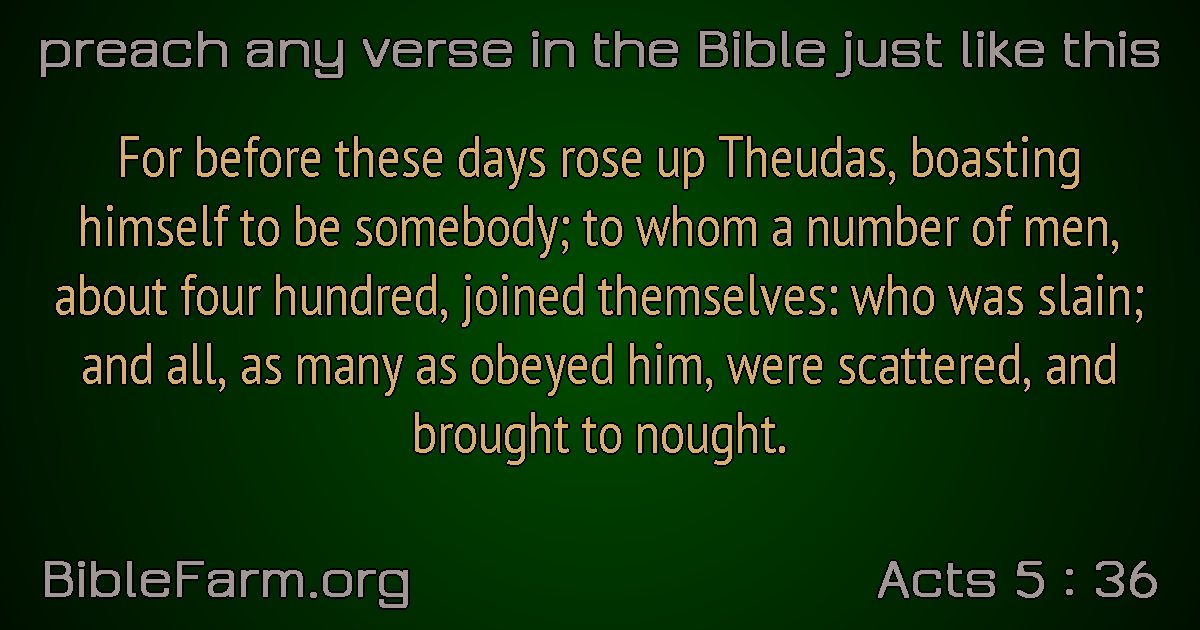 preach any verse in the Bible just like this
For before these days rose up Theudas, boasting
himself to be somebody; to whom a number of men,
about four hundred, joined themselves: who was slain;
and all, as many as obeyed him, were scattered, and
brought to nought.
BibleFarm.org
Acts 5 : 36